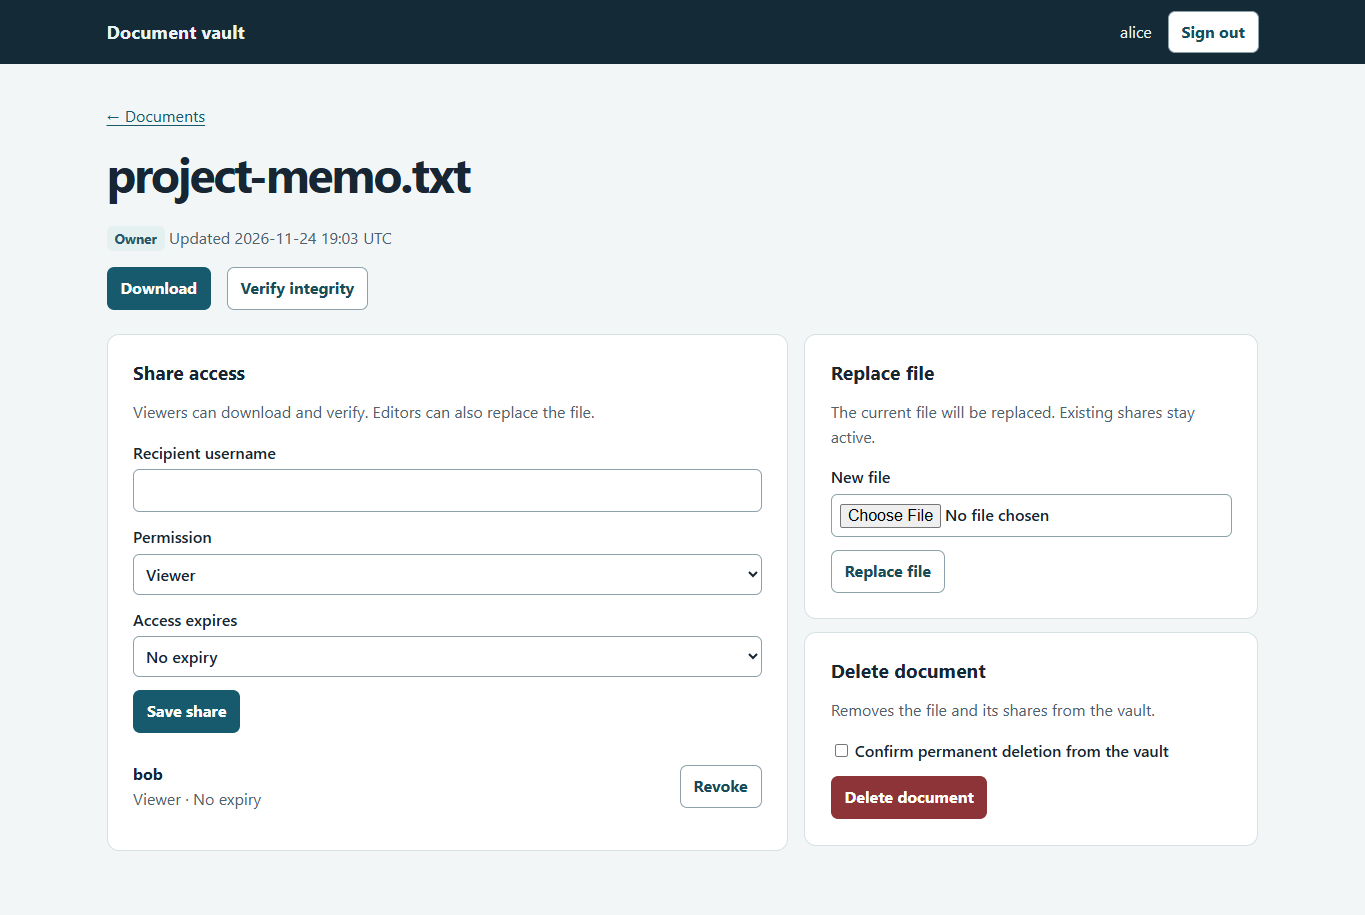 Document vault
alice
Sign out
← Documents
project-memo.txt
Owner Updated 2026-11-24 19:03 UTC
Download
Verify integrity
Share access
Viewers can download and verify. Editors can also replace the file.
Recipient username
Permission
Viewer
Access expires
No expiry
Save share
bob
Viewer · No expiry
Revoke
Replace file
The current file will be replaced. Existing shares stay
active.
New file
Choose File No file chosen
Replace file
Delete document
Removes the file and its shares from the vault.
Confirm permanent deletion from the vault
Delete document